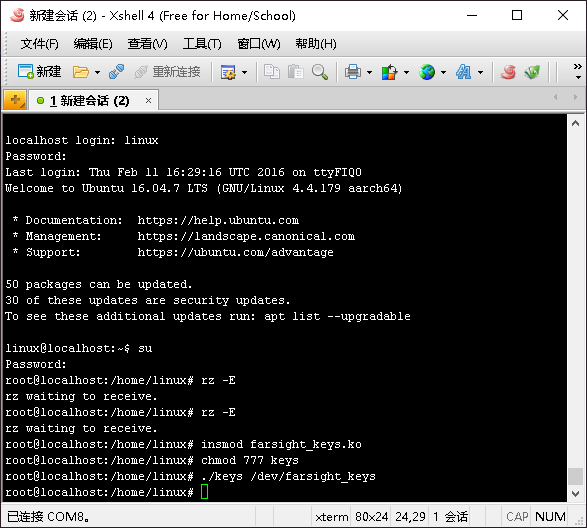 新建会话 (2) - Xshell 4 (Free for Home/School)
文件(F) 编辑(E) 查看(V) 工具(T) 窗口(W) 帮助(H)
新建 重新连接
1 新建会话 (2)
localhost login: linux
Password:
Last login: Thu Feb 11 16:29:16 UTC 2016 on ttyFIQ0
Welcome to Ubuntu 16.04.7 LTS (GNU/Linux 4.4.179 aarch64)
* Documentation:  https://help.ubuntu.com
* Management:     https://landscape.canonical.com
* Support:        https://ubuntu.com/advantage
50 packages can be updated.
30 of these updates are security updates.
To see these additional updates run: apt list --upgradable
linux@localhost:~$ su
Password:
root@localhost:/home/linux# rz -E
rz waiting to receive.
root@localhost:/home/linux# rz -E
rz waiting to receive.
root@localhost:/home/linux# insmod farsight_keys.ko
root@localhost:/home/linux# chmod 777 keys
root@localhost:/home/linux# ./keys /dev/farsight_keys
root@localhost:/home/linux#
已连接 COM8。 xterm 80x24 24,29 1 会话 CAP NUM